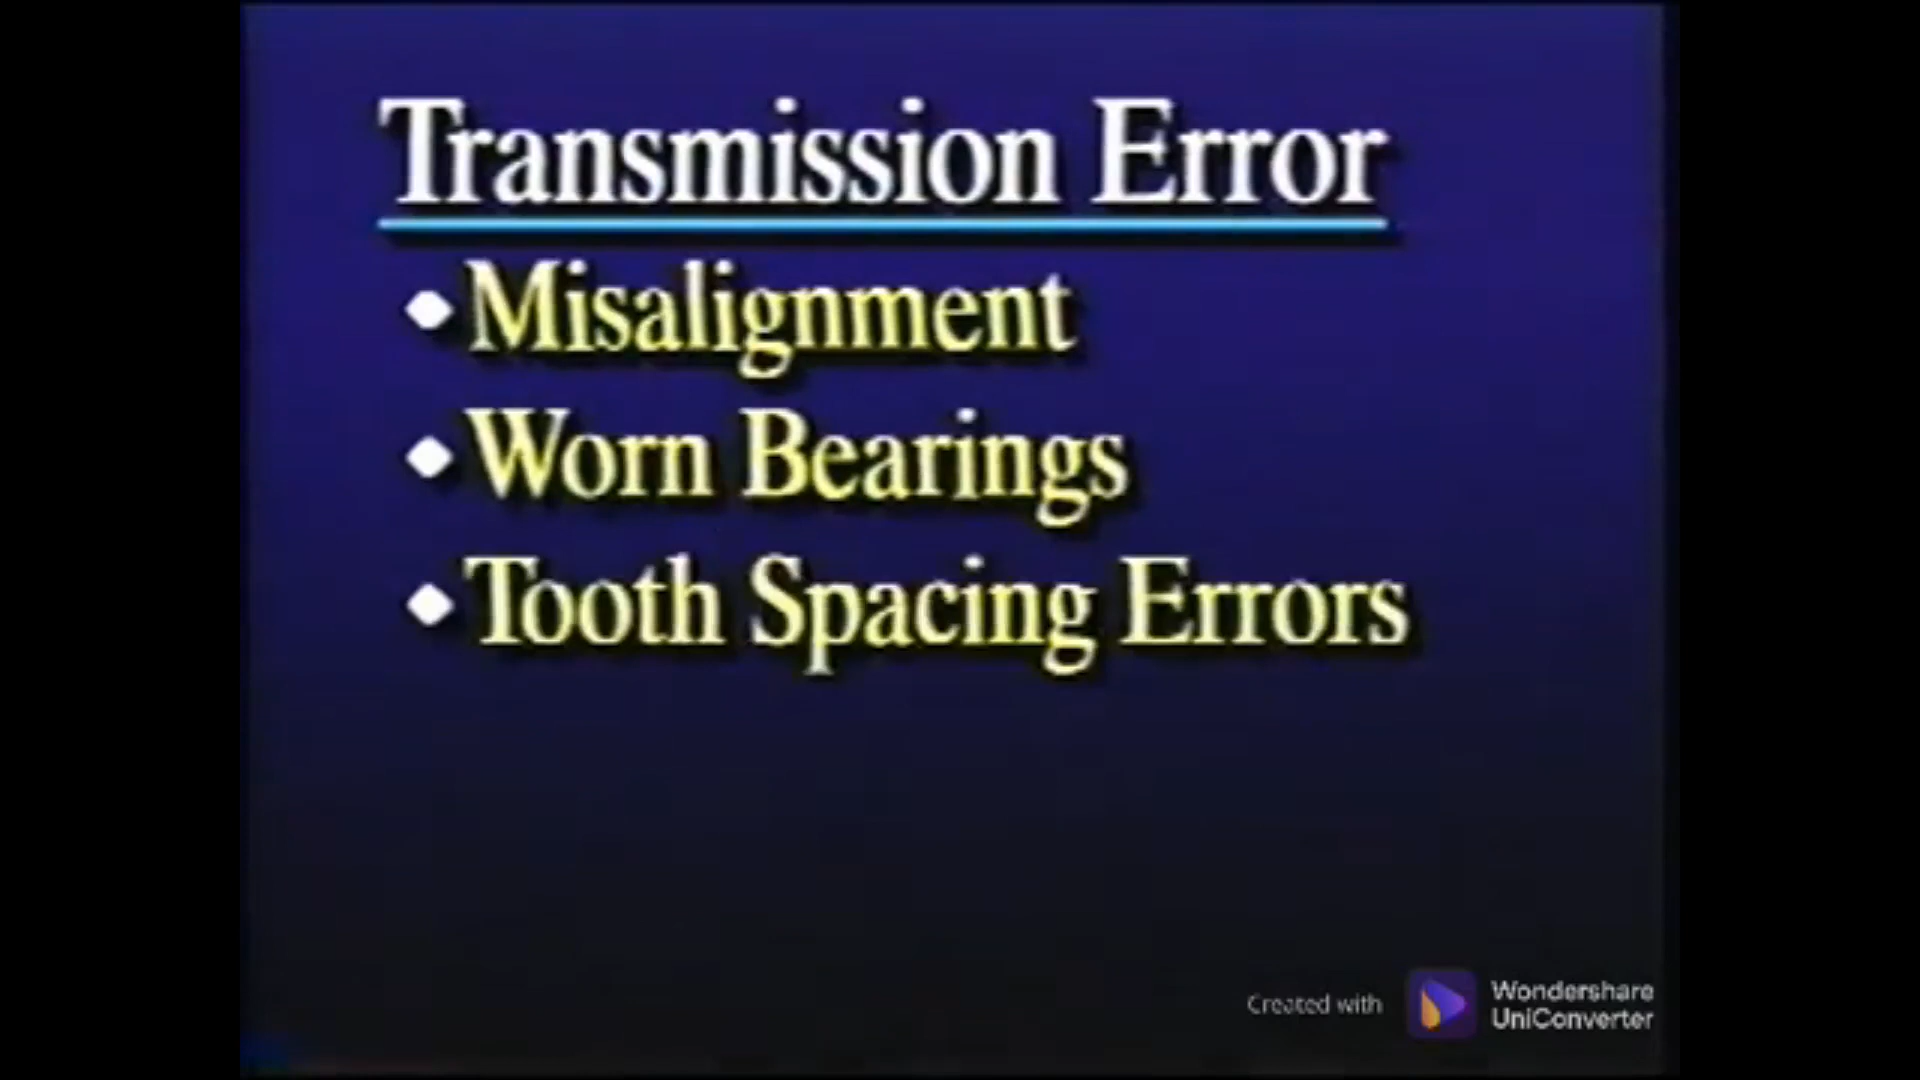 Transmission Error
Misalignment
Worn Bearings
Tooth Spacing Errors
Created with
Wondershare
UniConverter